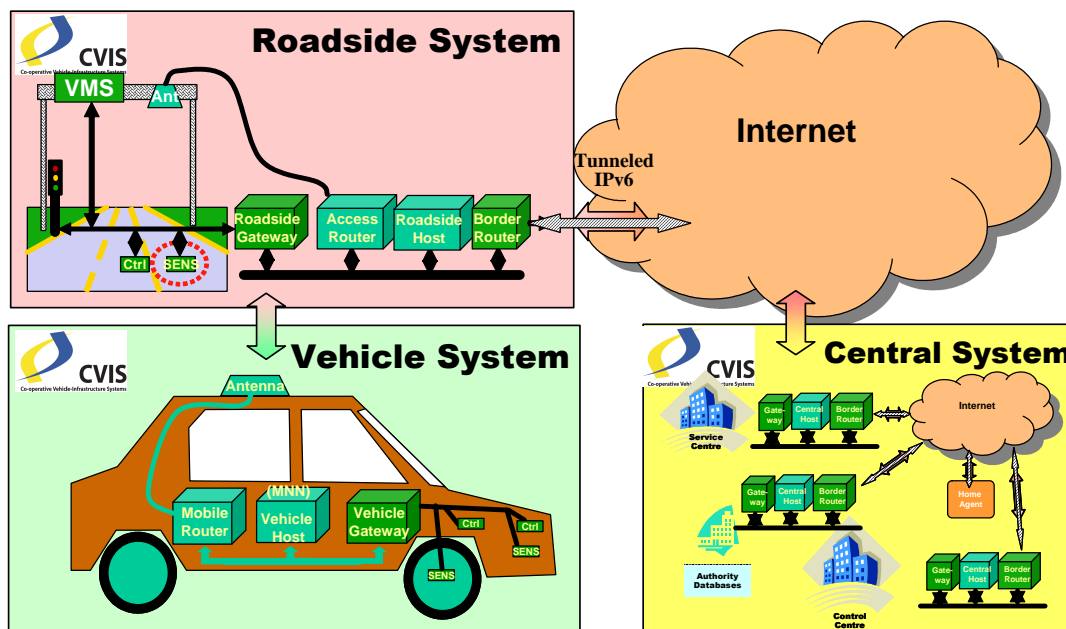 CVIS
Co-operative Vehicle-Infrastructure Systems
Roadside System
VMS
Ant
Roadside
Gateway
Access
Router
Roadside
Host
Border
Router
Ctrl
SENS
Tunneled
IPv6
Internet
CVIS
Co-operative Vehicle-Infrastructure Systems
Vehicle System
Antenna
Mobile
Router
(MNN)
Vehicle
Host
Vehicle
Gateway
Ctrl
Ctrl
SENS
SENS
CVIS
Co-operative Vehicle-Infrastructure Systems
Central System
Service
Centre
Gate-
way
Central
Host
Border
Router
Internet
Gate-
way
Central
Host
Border
Router
Home
Agent
Authority
Databases
Control
Centre
Gate-
way
Central
Host
Border
Router